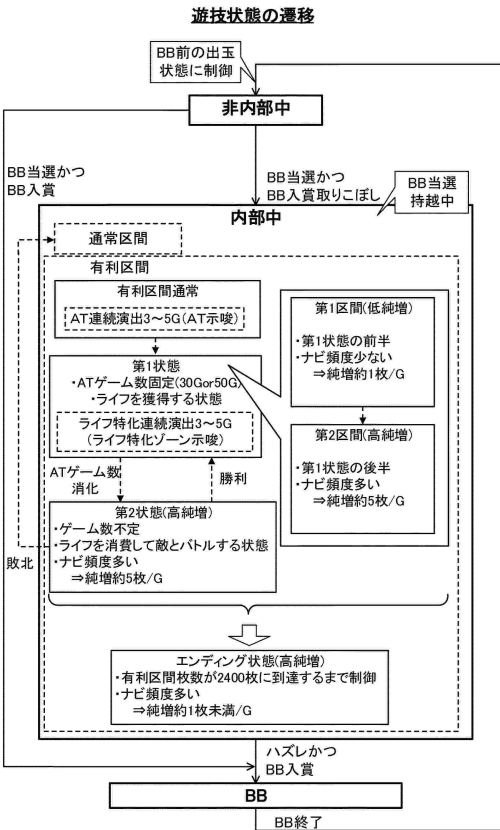 遊技状態の遷移
BB前の出玉
状態に制御
非内部中
BB当選かつ
BB入賞
BB当選かつ
BB入賞取りこぼし
BB当選
持越中
内部中
通常区間
有利区間
有利区間通常
AT連続演出3～5G(AT示唆)
第1状態
・ATゲーム数固定(30Gor50G)
・ライフを獲得する状態
ライフ特化連続演出3～5G
(ライフ特化ゾーン示唆)
第1区間(低純増)
・第1状態の前半
・ナビ頻度少ない
⇒純増約1枚/G
第2区間(高純増)
・第1状態の後半
・ナビ頻度多い
⇒純増約5枚/G
ATゲーム数
消化
勝利
第2状態(高純増)
・ゲーム数不定
・ライフを消費して敵とバトルする状態
・ナビ頻度多い
⇒純増約5枚/G
敗北
エンディング状態(高純増)
・有利区間枚数が2400枚に到達するまで制御
・ナビ頻度多い
⇒純増約1枚未満/G
ハズレかつ
BB入賞
BB
BB終了